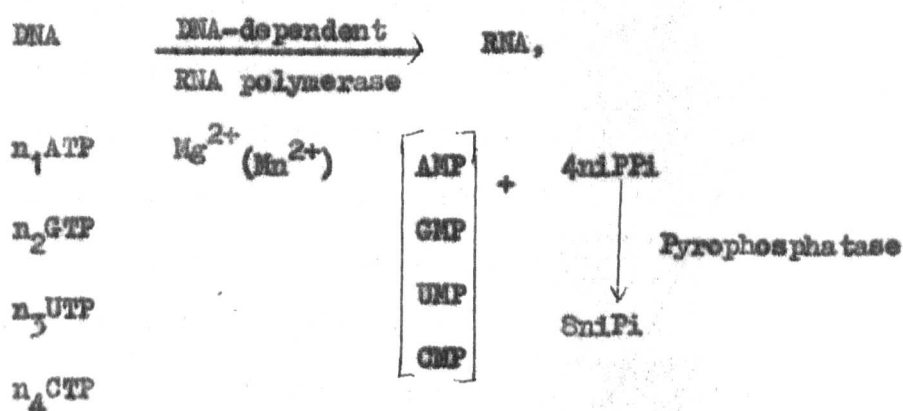 DNA DNA-dependent RNA,
RNA polymerase
n₁ATP Mg²⁺(Mn²⁺) AMP + 4niPPi
n₂GTP GMP Pyrophosphatase
n₃UTP UMP 8niPi
CMP
n₄CTP